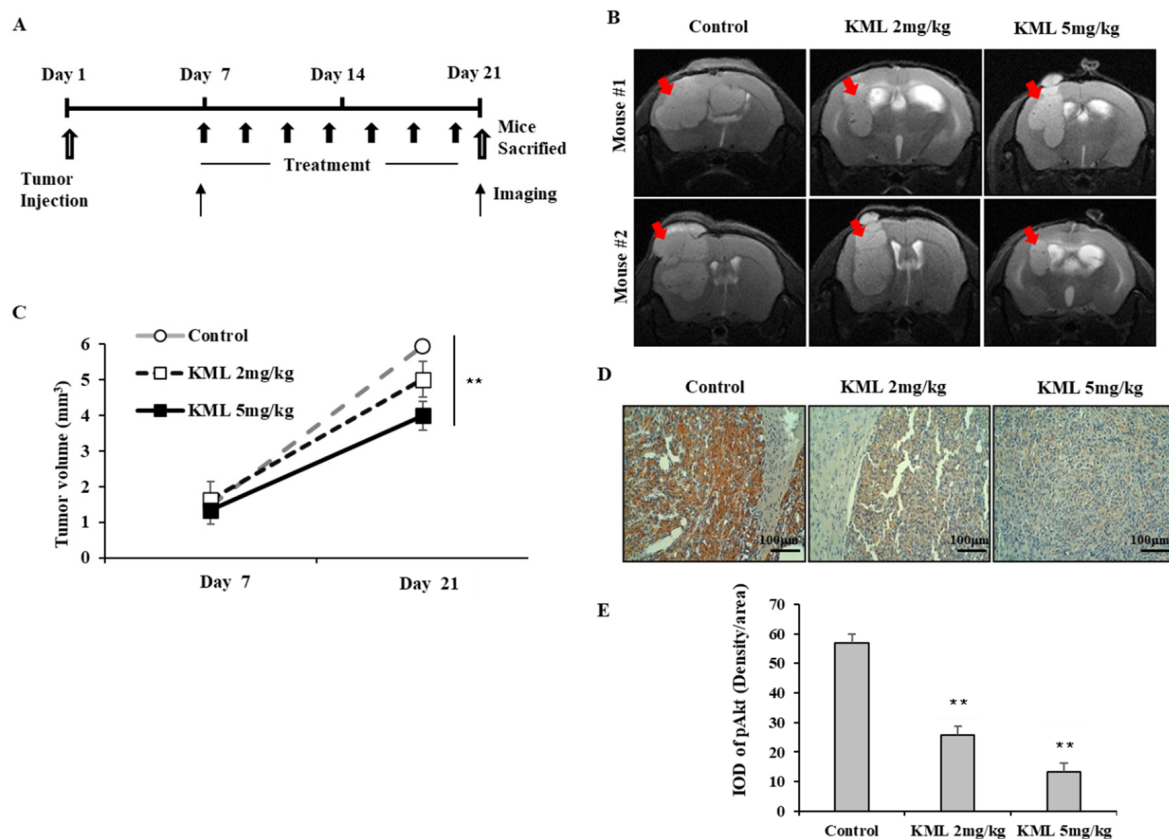 A
Day 1
Day 7
Day 14
Day 21
Mice
Sacrified
Treatmemt
Tumor
Injection
Imaging
B
Control
KML 2mg/kg
KML 5mg/kg
Mouse #1
Mouse #2
C
Control
KML 2mg/kg
KML 5mg/kg
**
Tumor volume (mm³)
6
5
4
3
2
1
0
Day 7
Day 21
D
Control
KML 2mg/kg
KML 5mg/kg
100μm
100μm
100μm
E
IOD of pAkt (Density/area)
70
60
50
40
30
20
10
0
**
**
Control
KML 2mg/kg
KML 5mg/kg